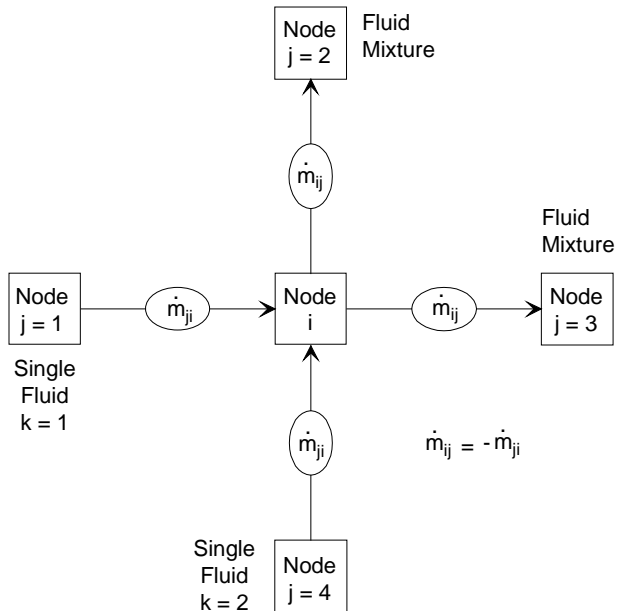 Node
j = 2
Fluid
Mixture
ṁij
Fluid
Mixture
Node
j = 1
ṁji
Node
i
ṁij
Node
j = 3
Single
Fluid
k = 1
ṁji
ṁij = -ṁji
Single
Fluid
k = 2
Node
j = 4